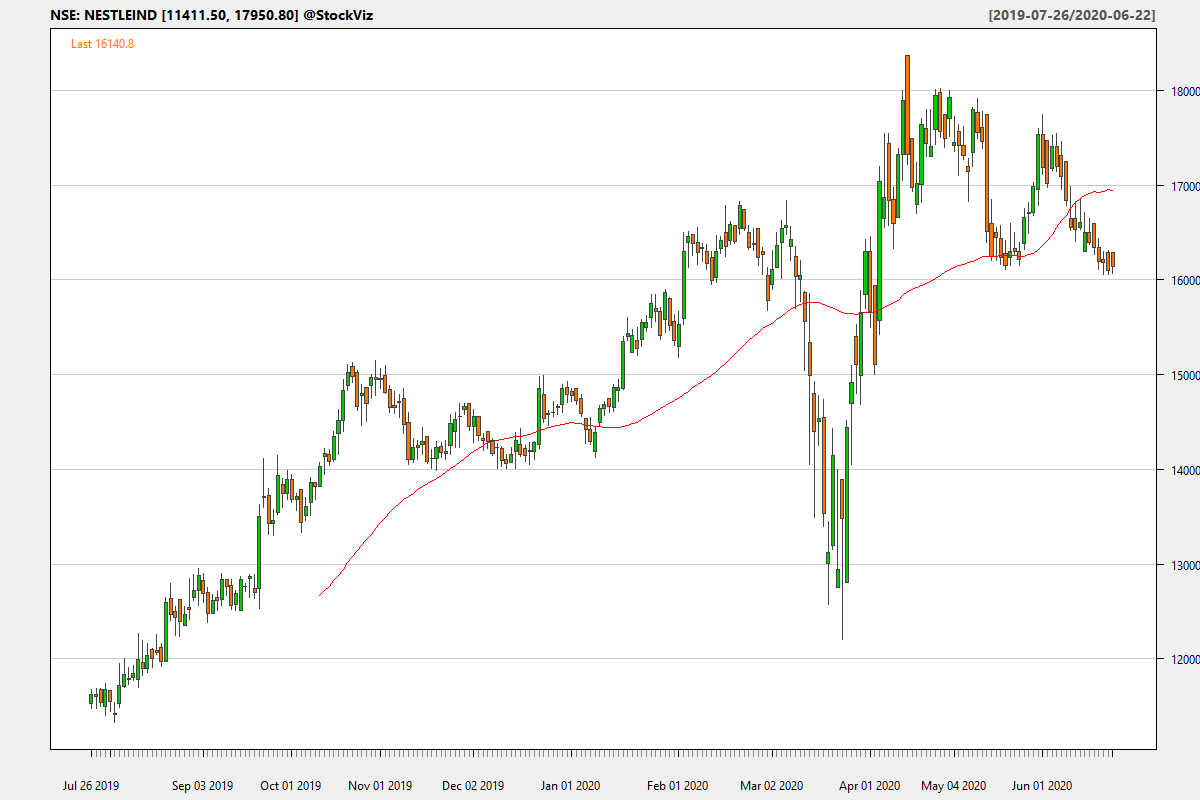 NSE: NESTLEIND [11411.50, 17950.80] @StockViz [2019-07-26/2020-06-22]
Last 16140.8
18000
17000
16000
15000
14000
13000
12000
Jul 26 2019 Sep 03 2019 Oct 01 2019 Nov 01 2019 Dec 02 2019 Jan 01 2020 Feb 01 2020 Mar 02 2020 Apr 01 2020 May 04 2020 Jun 01 2020